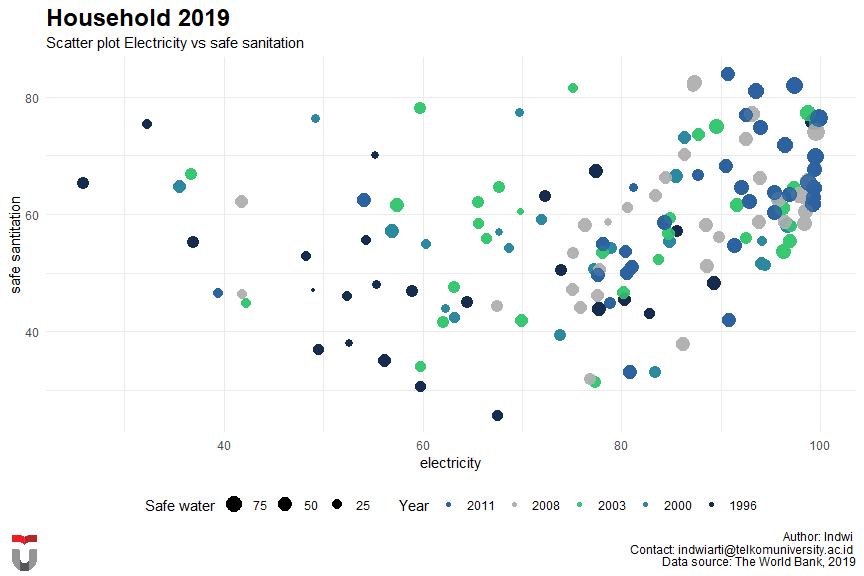 Household 2019
Scatter plot Electricity vs safe sanitation
safe santitation
80
60
40
40 60 80 100
electricity
Safe water 75 50 25 Year 2011 2008 2003 2000 1996
Author: Indwi
Contact: indwiarti@telkomuniversity.ac.id
Data source: The World Bank, 2019